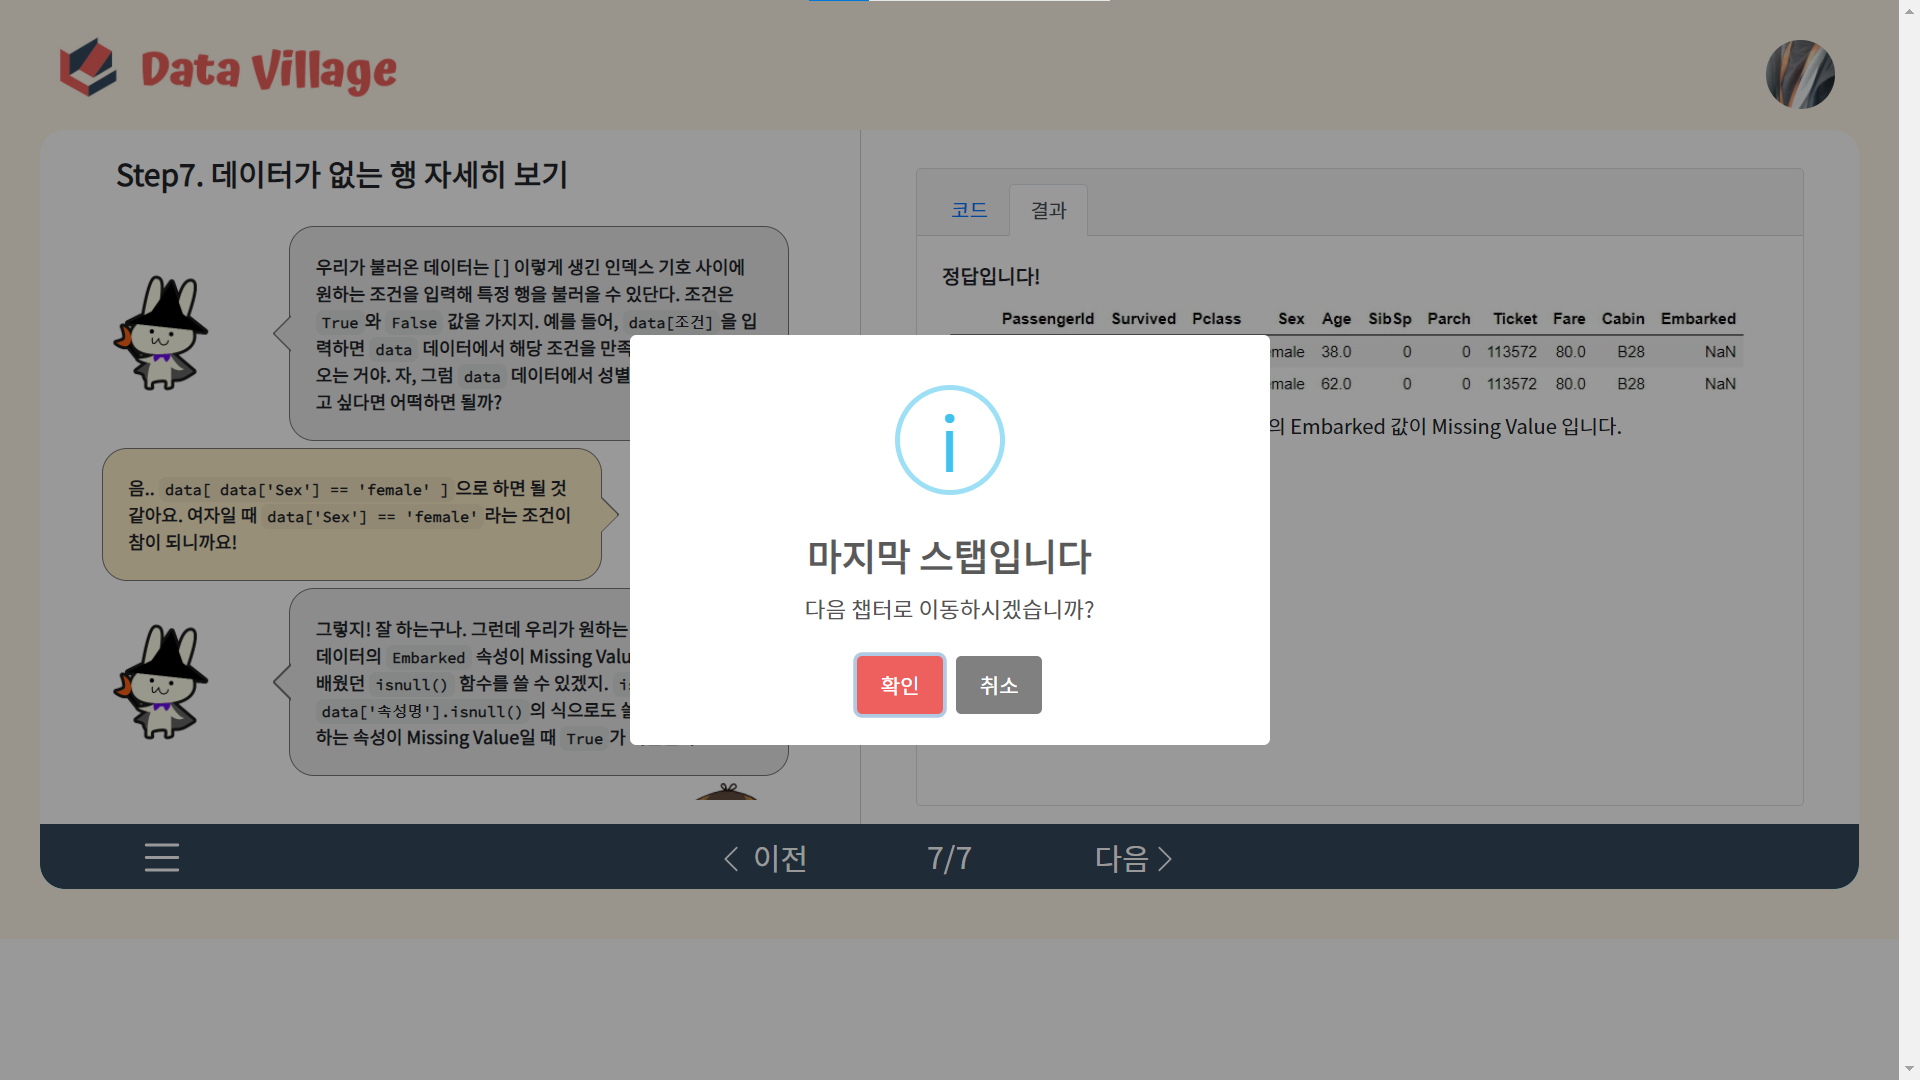 Data Village
Step7. 데이터가 없는 행 자세히 보기
우리가 불러온 데이터는 [ ] 이렇게 생긴 인덱스 기호 사이에
원하는 조건을 입력해 특정 행을 불러올 수 있단다. 조건은
True 와 False 값을 가지지. 예를 들어, data[조건] 을 입
력하면 data 데이터에서 해당 조건을 만족
오는 거야. 자, 그럼 data 데이터에서 성별
고 싶다면 어떡하면 될까?
음.. data[ data['Sex'] == 'female' ] 으로 하면 될 것
같아요. 여자일 때 data['Sex'] == 'female' 라는 조건이
참이 되니까요!
그렇지! 잘 하는구나. 그런데 우리가 원하는
데이터의 Embarked 속성이 Missing Valu
배웠던 isnull() 함수를 쓸 수 있겠지.
data['속성명'].isnull() 의 식으로도
하는 속성이 Missing Value일 때 True 가
코드 결과
정답입니다!
PassengerId Survived Pclass Sex Age SibSp Parch Ticket Fare Cabin Embarked
male 38.0 0 0 113572 80.0 B28 NaN
male 62.0 0 0 113572 80.0 B28 NaN
의 Embarked 값이 Missing Value 입니다.
i
마지막 스탭입니다
다음 챕터로 이동하시겠습니까?
확인 취소
이전 7/7 다음